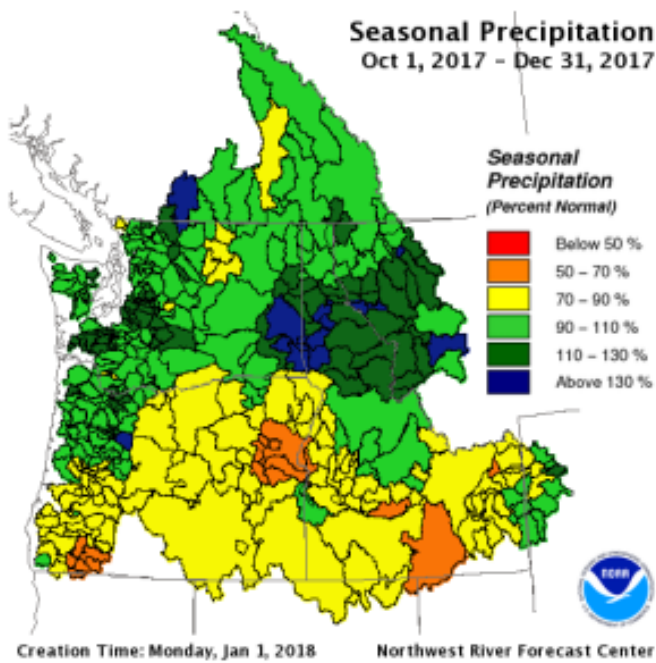 Seasonal Precipitation
Oct 1, 2017 - Dec 31, 2017
Seasonal
Precipitation
(Percent Normal)
Below 50 %
50 - 70 %
70 - 90 %
90 - 110 %
110 - 130 %
Above 130 %
NOAA
Creation Time: Monday, Jan 1, 2018
Northwest River Forecast Center